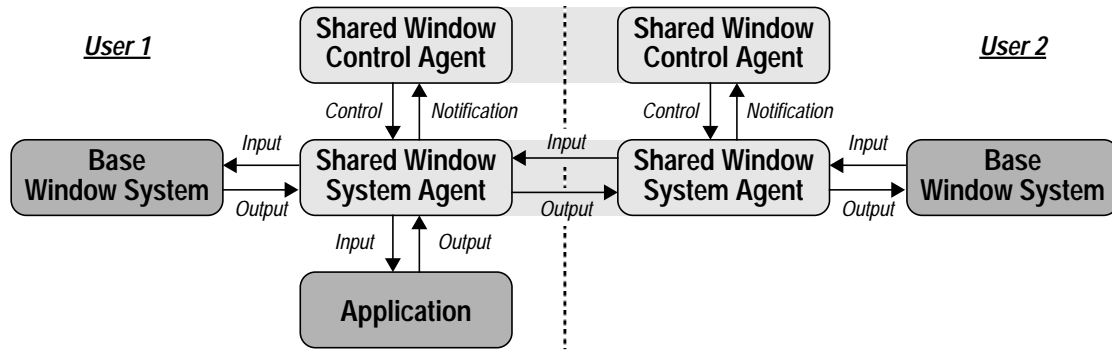 User 1
Shared Window
Control Agent
Shared Window
Control Agent
User 2
Control
Notification
Control
Notification
Base
Window System
Input
Output
Shared Window
System Agent
Input
Output
Shared Window
System Agent
Input
Output
Base
Window System
Input
Output
Application